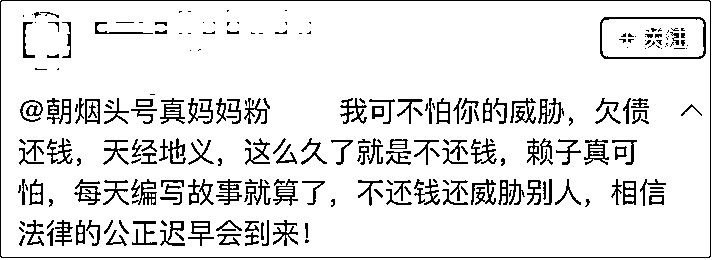 + 关注
@朝烟头号真妈妈粉 我可不怕你的威胁，欠债
还钱，天经地义，这么久了就是不还钱，赖子真可
怕，每天编写故事就算了，不还钱还威胁别人，相信
法律的公正迟早会到来！